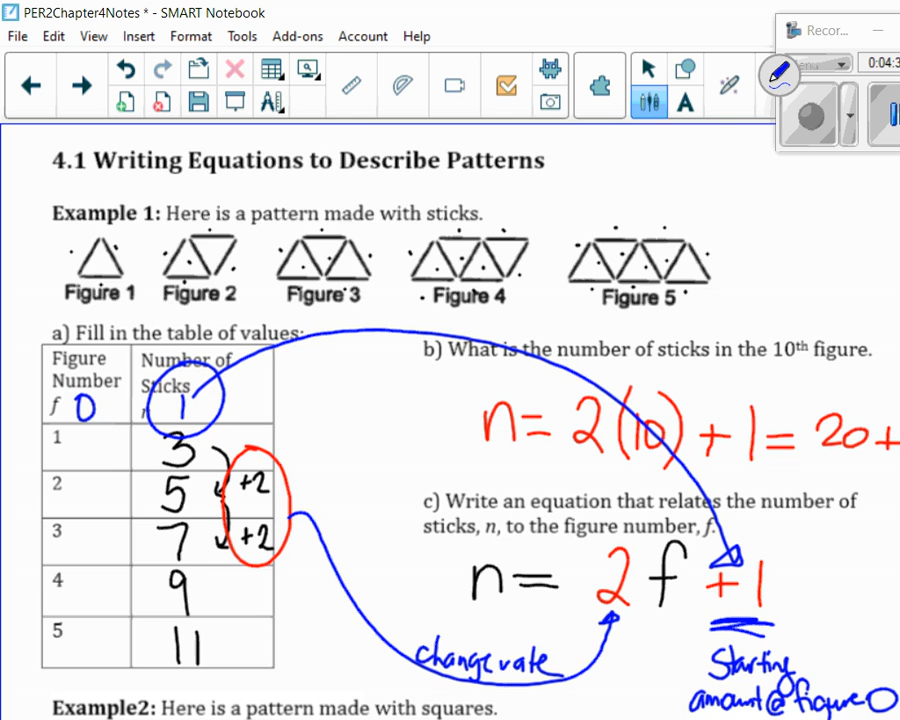 PER2Chapter4Notes * - SMART Notebook
File Edit View Insert Format Tools Add-ons Account Help
Recor...
0:04:3
4.1 Writing Equations to Describe Patterns
Example 1: Here is a pattern made with sticks.
Figure 1 Figure 2 Figure 3 Figure 4 Figure 5
a) Fill in the table of values:
Figure Number f 0
Number of Sticks 1
1 3
2 5 +2
3 7 +2
4 9
5 11
b) What is the number of sticks in the 10th figure.
n = 2(10) + 1 = 20 +
c) Write an equation that relates the number of
sticks, n, to the figure number, f.
n = 2f + 1
change rate
Starting
amount @ figure 0
Example2: Here is a pattern made with squares.